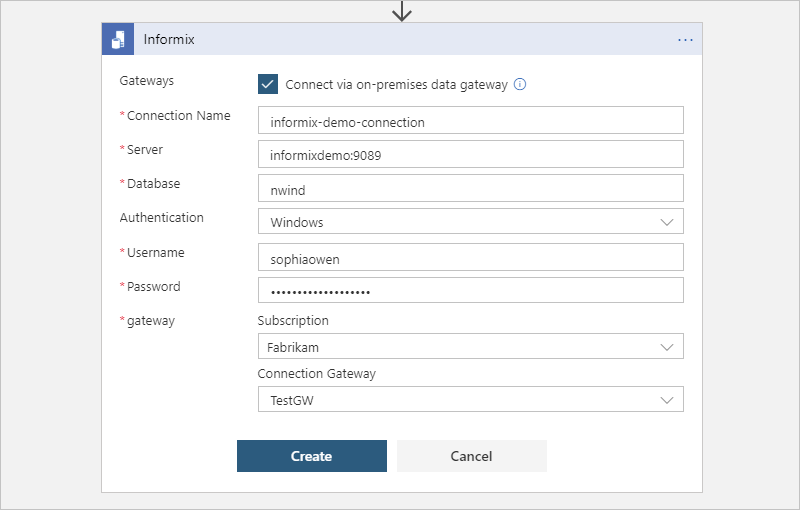 Informix ...
Gateways Connect via on-premises data gateway
* Connection Name informix-demo-connection
* Server informixdemo:9089
* Database nwind
Authentication Windows
* Username sophiaowen
* Password •••••••••••••••••••
* gateway Subscription
Fabrikam
Connection Gateway
TestGW
Create Cancel